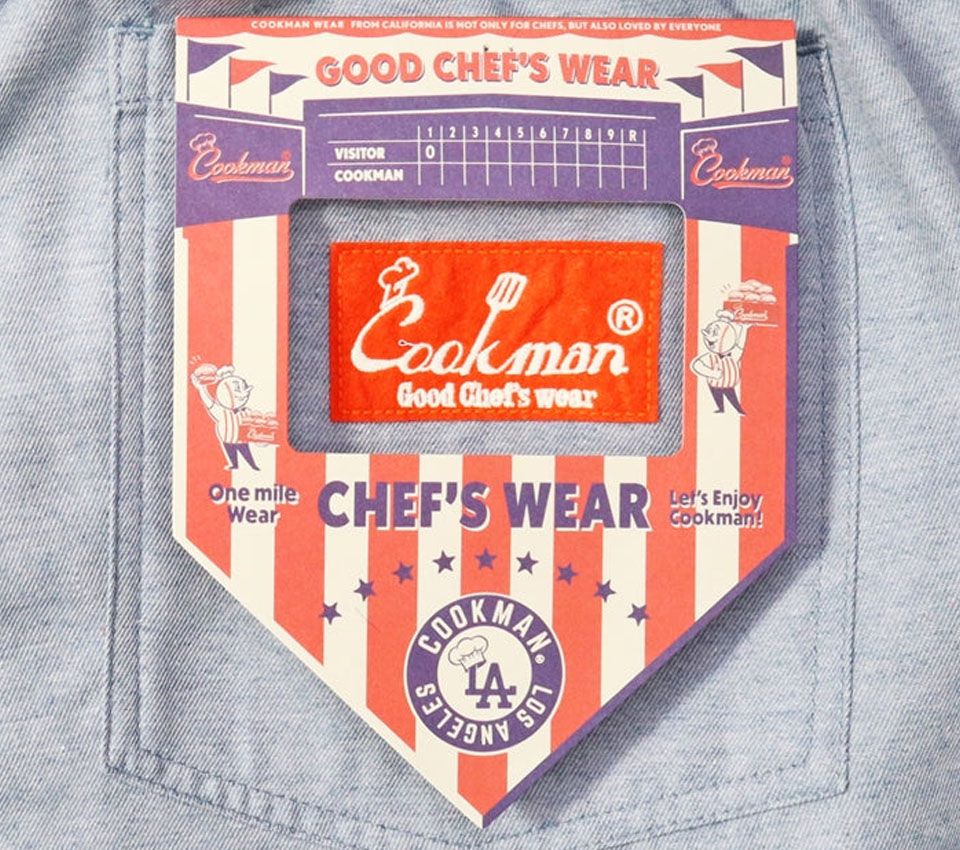 COOKMAN WEAR FROM CALIFORNIA IS NOT ONLY FOR CHEFS, BUT ALSO LOVED BY EVERYONE
GOOD CHEF'S WEAR
1 2 3 4 5 6 7 8 9 R
VISITOR 0
COOKMAN
Cookman®
Cookman®
Cookman®
Good Chef's wear
Cookman
Cookman
One mile
Wear
CHEF'S WEAR
Let's Enjoy
Cookman!
COOKMAN®
LA
LOS ANGELES